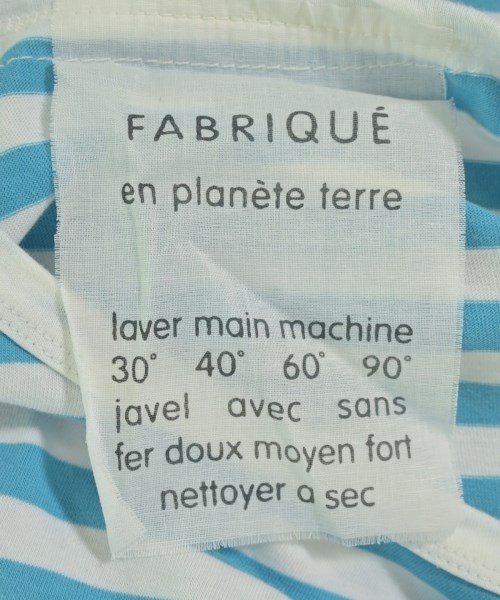 FABRIQUÉ
en planète terre
laver main machine
30° 40° 60° 90°
javel avec sans
fer doux moyen fort
nettoyer a sec